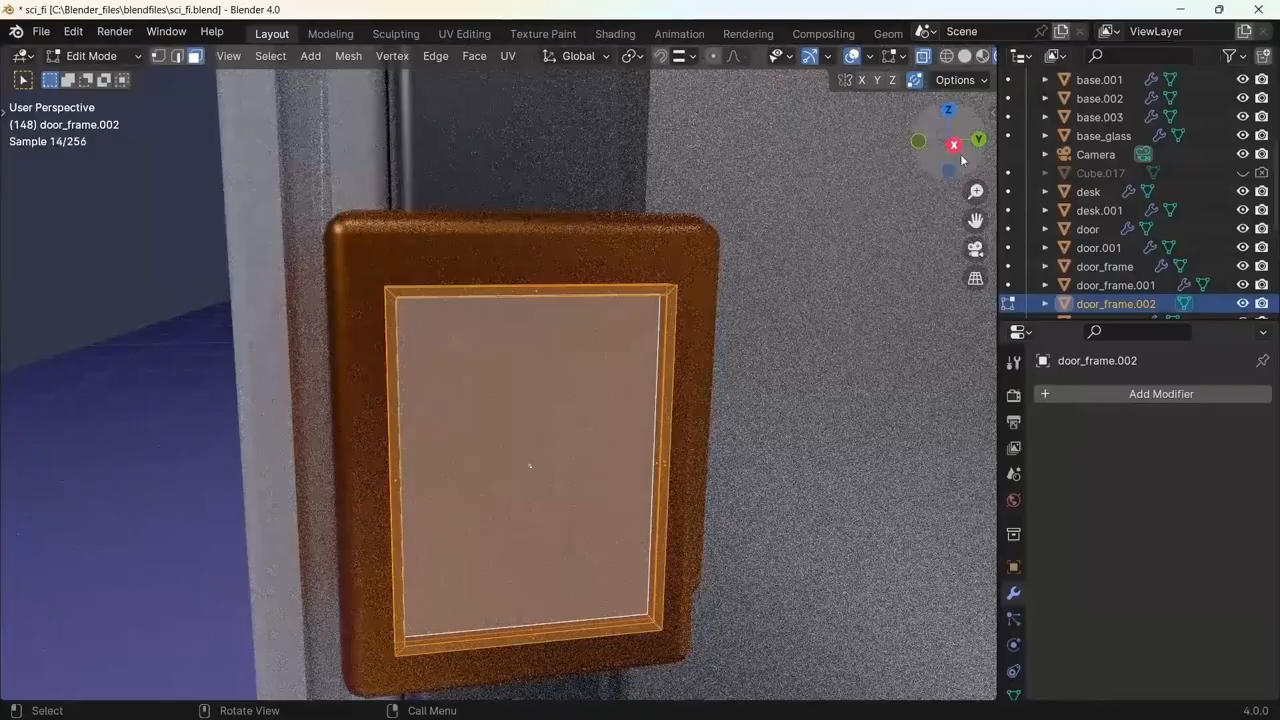 * sci_fi [C:\Blender_files\blendfiles\sci_fi.blend] - Blender 4.0
File Edit Render Window Help
Layout Modeling Sculpting UV Editing Texture Paint Shading Animation Rendering Compositing Geom
Scene ViewLayer
Edit Mode View Select Add Mesh Vertex Edge Face UV Global
X Y Z Options
User Perspective
(148) door_frame.002
Sample 14/256
Z
X
Y
base.001
base.002
base.003
base_glass
Camera
Cube.017
desk
desk.001
door
door.001
door_frame
door_frame.001
door_frame.002
door_frame.002
+ Add Modifier
Select Rotate View Call Menu 4.0.0